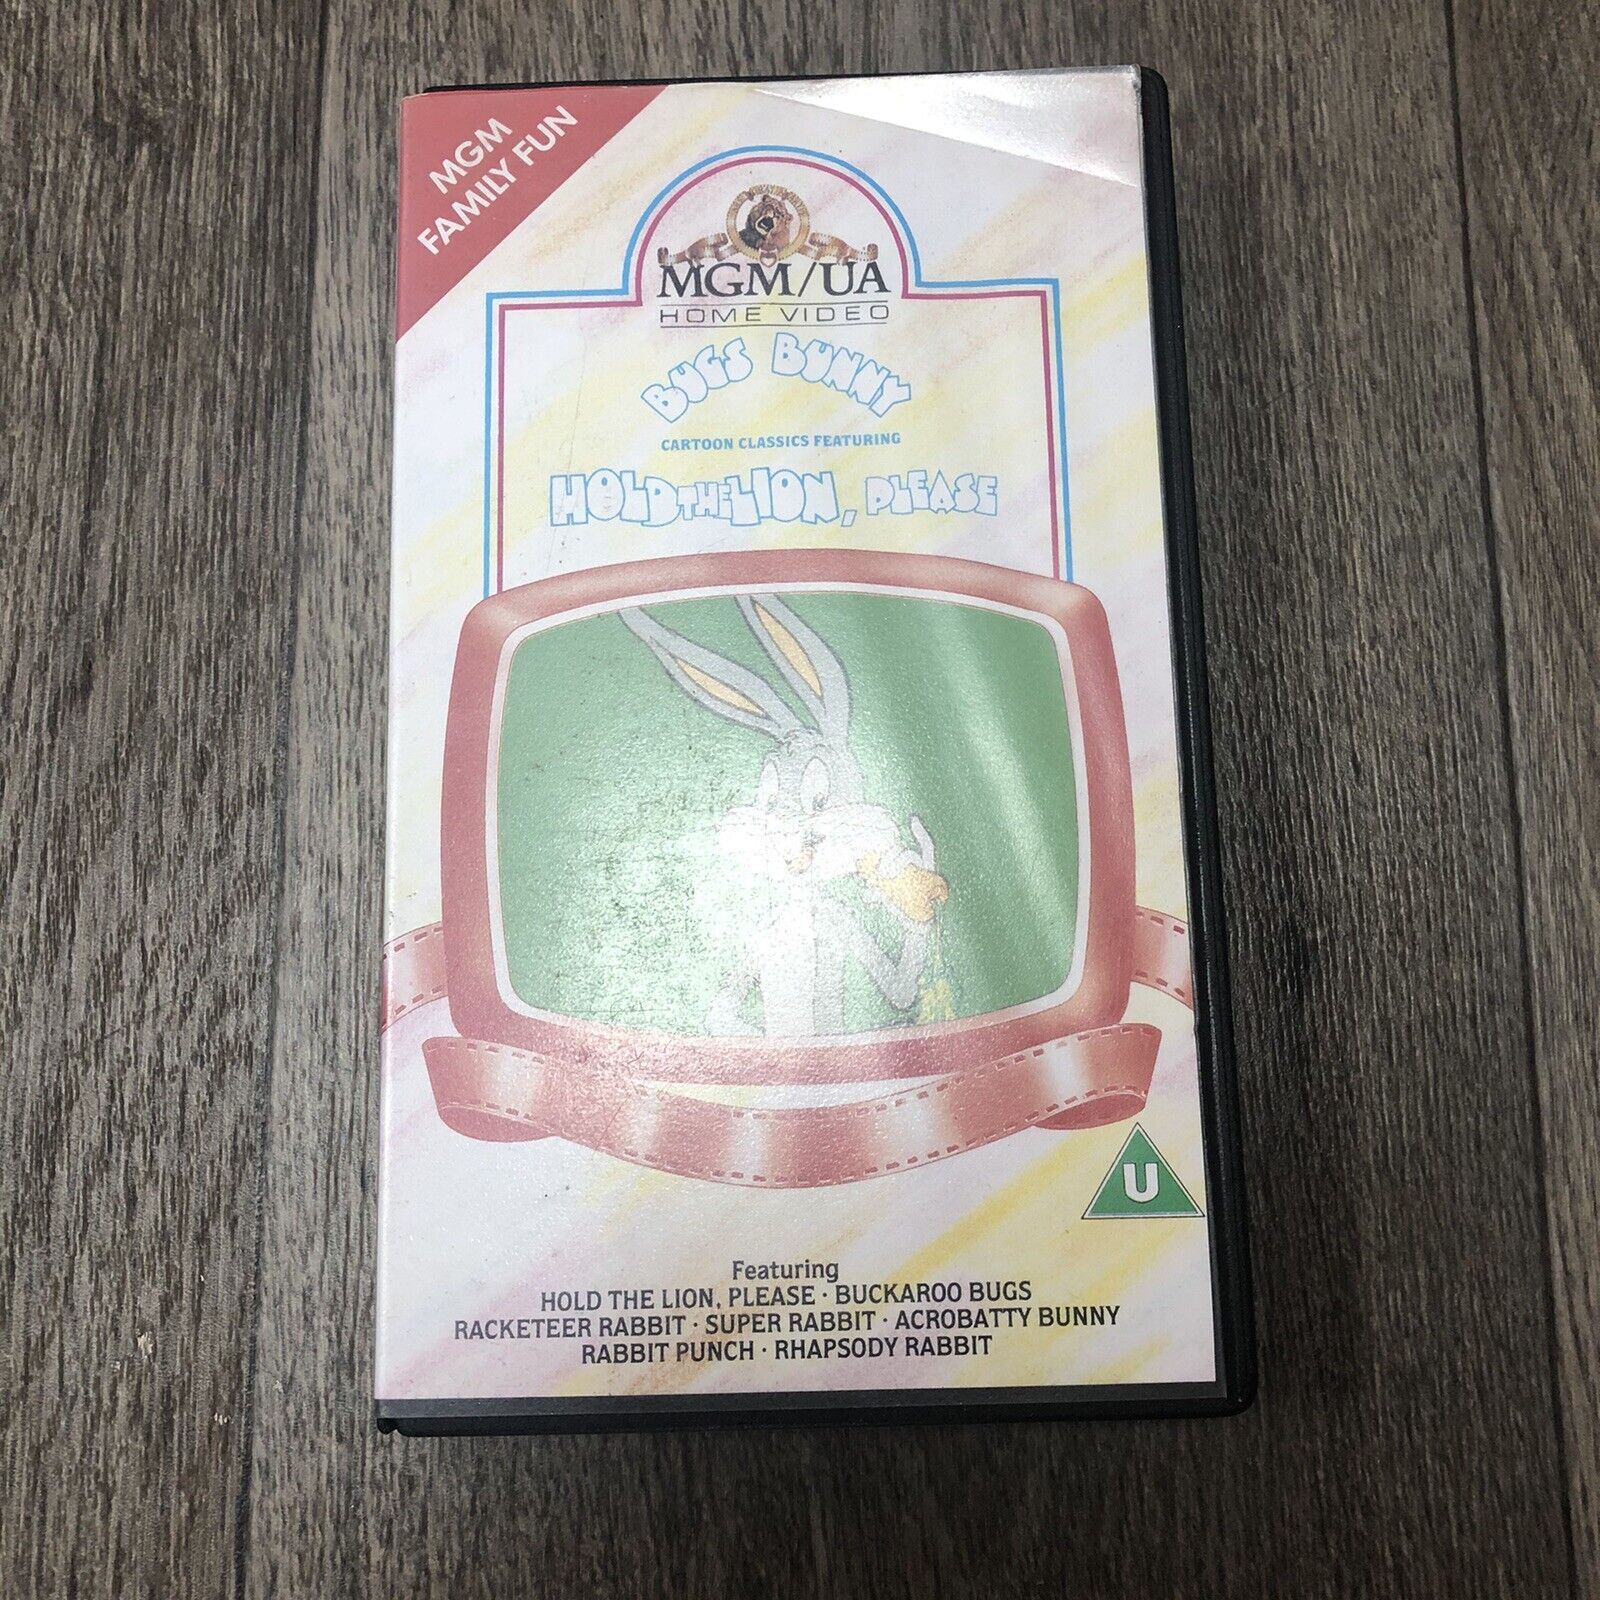 MGM
FAMILY FUN
MGM/UA
HOME VIDEO
BUGS BUNNY
CARTOON CLASSICS FEATURING
HOLD THE LION, PLEASE
U
Featuring
HOLD THE LION, PLEASE · BUCKAROO BUGS
RACKETEER RABBIT · SUPER RABBIT · ACROBATTY BUNNY
RABBIT PUNCH · RHAPSODY RABBIT